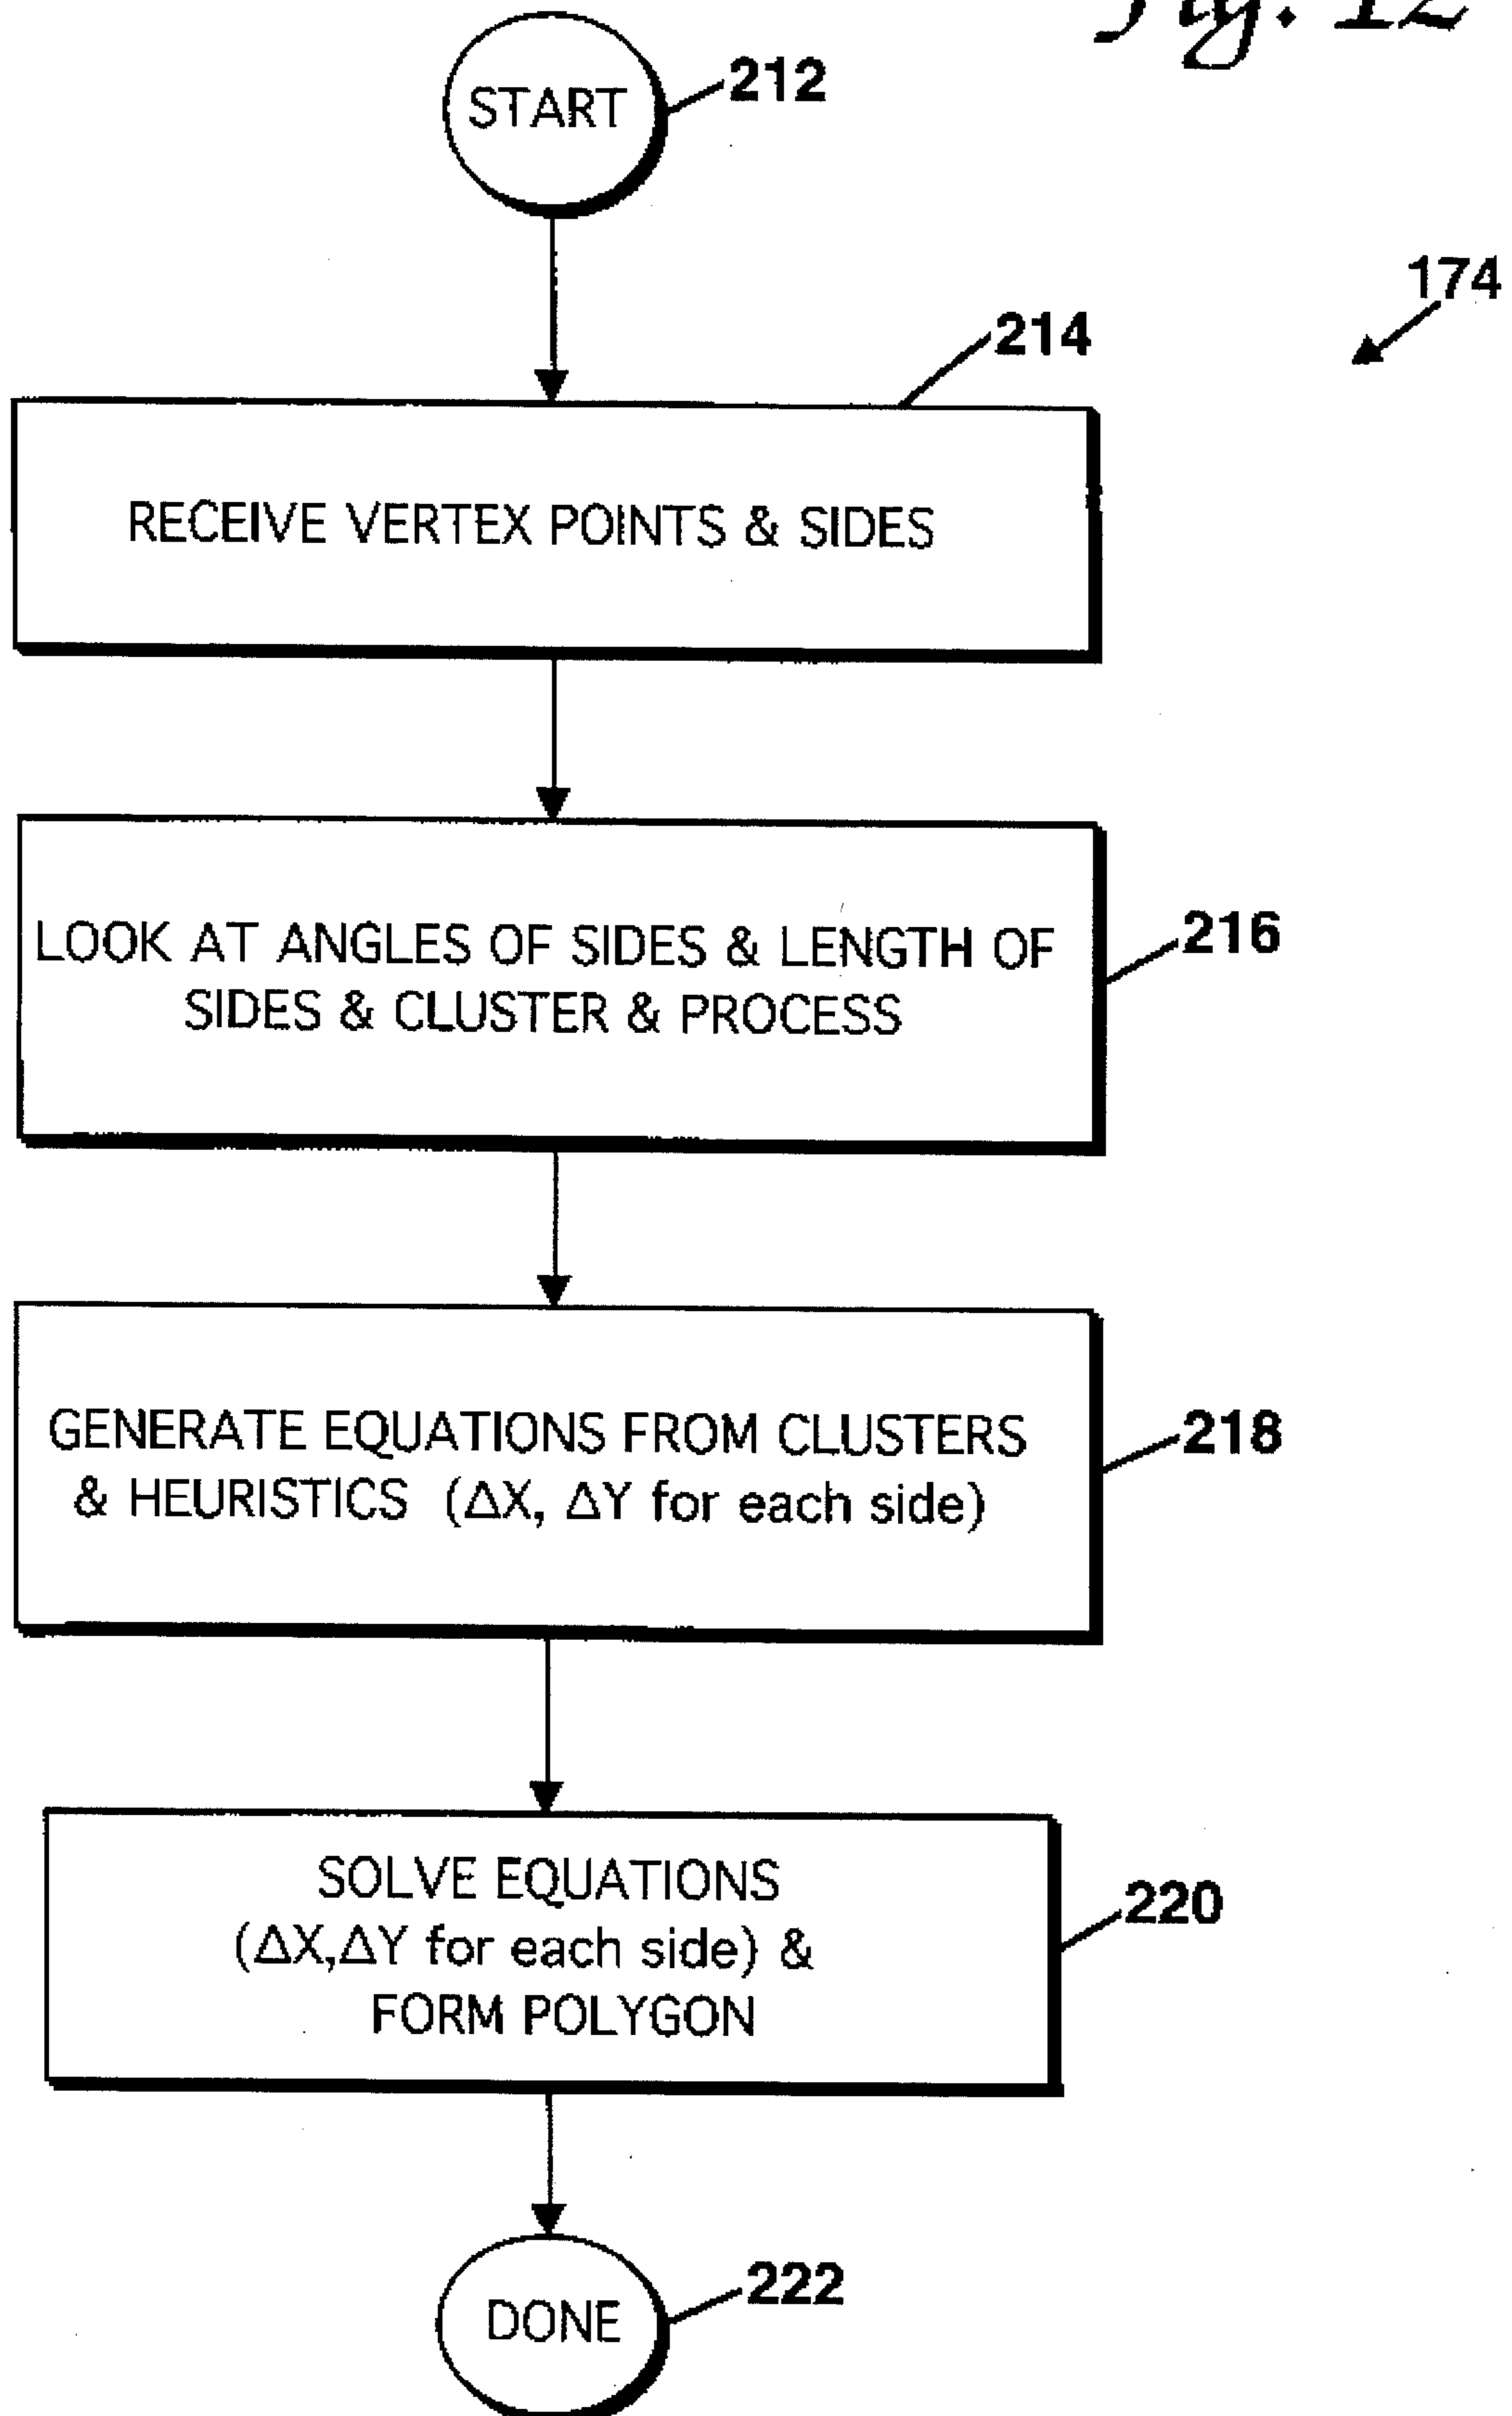 Fig. 12
START
212
174
214
RECEIVE VERTEX POINTS & SIDES
LOOK AT ANGLES OF SIDES & LENGTH OF
SIDES & CLUSTER & PROCESS
216
GENERATE EQUATIONS FROM CLUSTERS
& HEURISTICS (ΔX, ΔY for each side)
218
SOLVE EQUATIONS
(ΔX,ΔY for each side) &
FORM POLYGON
220
DONE
222